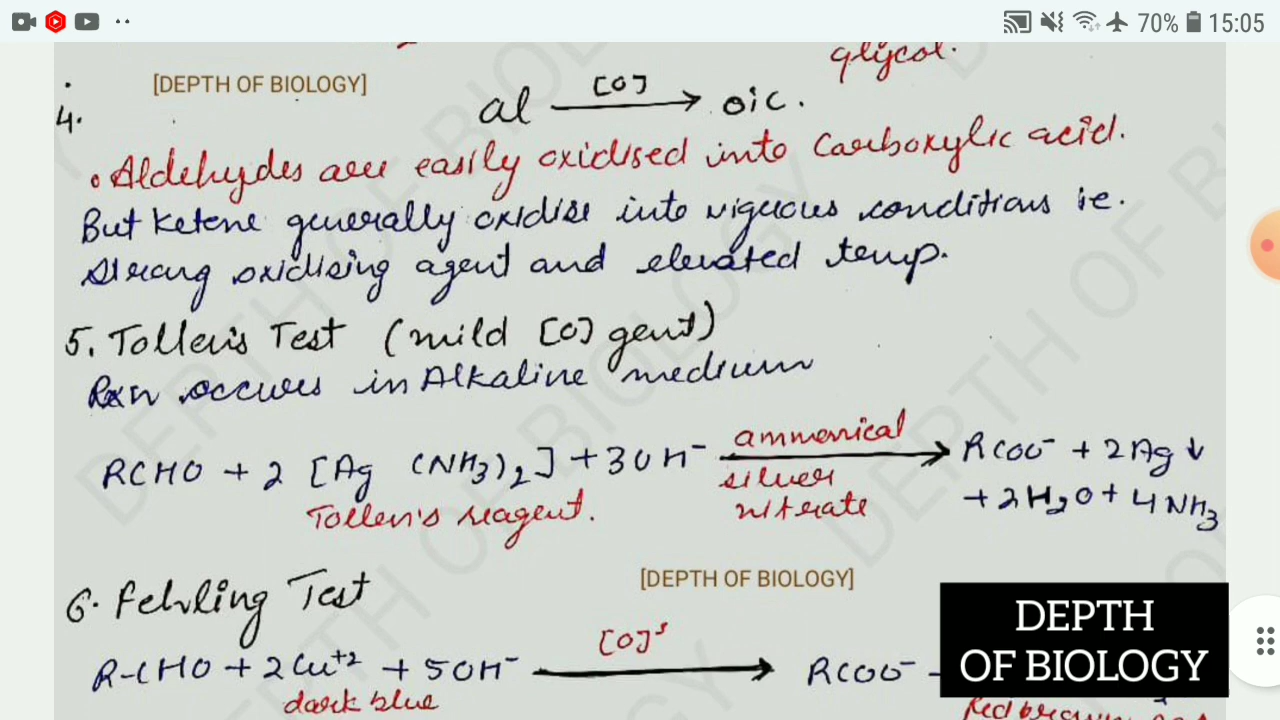 70% 15:05
glycol.
[DEPTH OF BIOLOGY]
4.
al [O] → oic.
• Aldehydes are easily oxidised into Carboxylic acid.
But Ketene generally oxidise into viguous conditions ie.
strong oxidising agent and elevated temp.
5. Tollen's Test (mild [O] gent)
Rxn occurs in Alkaline medium
RCHO + 2 [Ag (NH3)2] + 3OH⁻ ammonical → RCOO⁻ + 2Ag ↓
silver
nitrate
+ 2H2O + 4NH3
Tollen's reagent.
[DEPTH OF BIOLOGY]
6. Fehling Test
R-CHO + 2Cu⁺² + 5OH⁻ [O]ˢ → RCOO⁻
dark blue
DEPTH
OF BIOLOGY